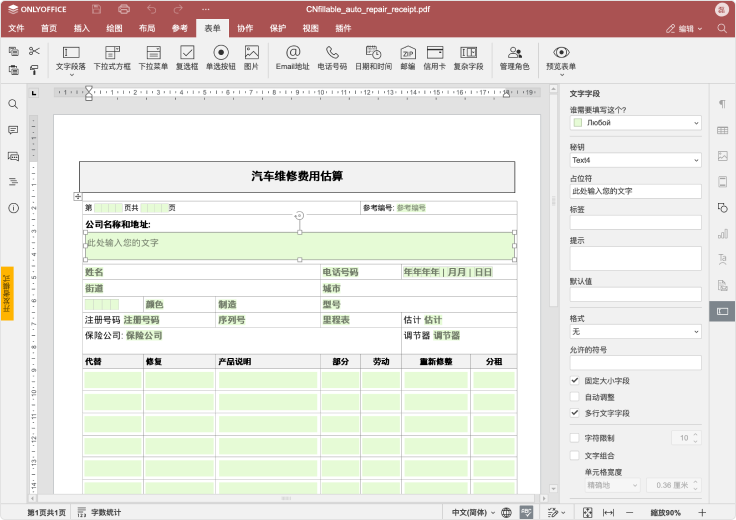 ONLYOFFICE
CNfillable_auto_repair_receipt.pdf
文件 首页 插入 绘图 布局 参考 表单 协作 保护 视图 插件
编辑
文字段落 下拉式方框 下拉菜单 复选框 单选按钮 图片 Email地址 电话号码 日期和时间 邮编 信用卡 复杂字段 管理角色 预览表单
ZIP
开发者模式
汽车维修费用估算
第 页共 页 参考编号: 参考编号
公司名称和地址:
此处输入您的文字
姓名 电话号码 年年年年 | 月月 | 日日
街道 城市
颜色 制造 型号
注册号码 注册号码 序列号 里程表 估计 估计
保险公司: 保险公司 调节器 调节器
代替 修复 产品说明 部分 劳动 重新修整 分租
文字字段
谁需要填写这个?
Любой
秘钥
Text4
占位符
此处输入您的文字
标签
提示
默认值
格式
无
允许的符号
固定大小字段
自动调整
多行文字字段
字符限制 10
文字组合
单元格宽度
精确地 0.36 厘米
第1页共1页 字数统计 中文(简体) 缩放90%